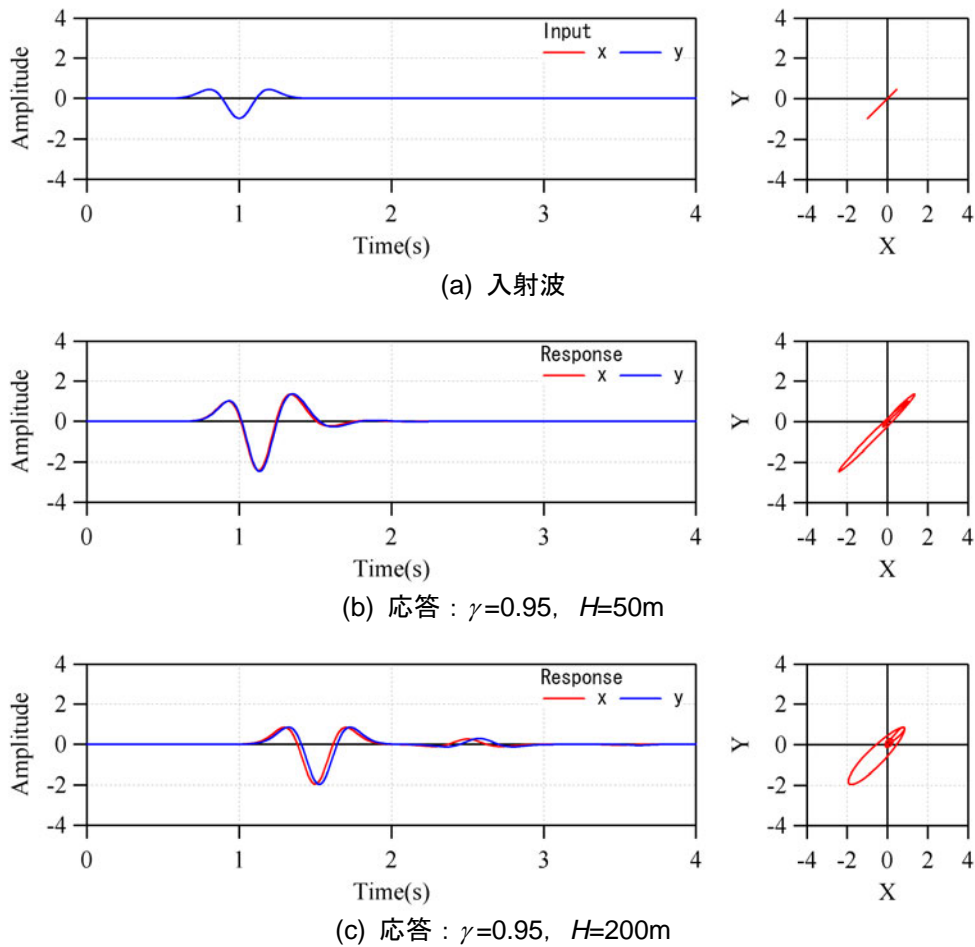 Input
x y
Amplitude
4
2
0
-2
-4
0 1 2 3 4
Time(s)
Y
4
2
0
-2
-4
-4 -2 0 2 4
X
(a) 入射波
Response
x y
Amplitude
4
2
0
-2
-4
0 1 2 3 4
Time(s)
Y
4
2
0
-2
-4
-4 -2 0 2 4
X
(b) 応答：γ=0.95, H=50m
Response
x y
Amplitude
4
2
0
-2
-4
0 1 2 3 4
Time(s)
Y
4
2
0
-2
-4
-4 -2 0 2 4
X
(c) 応答：γ=0.95, H=200m